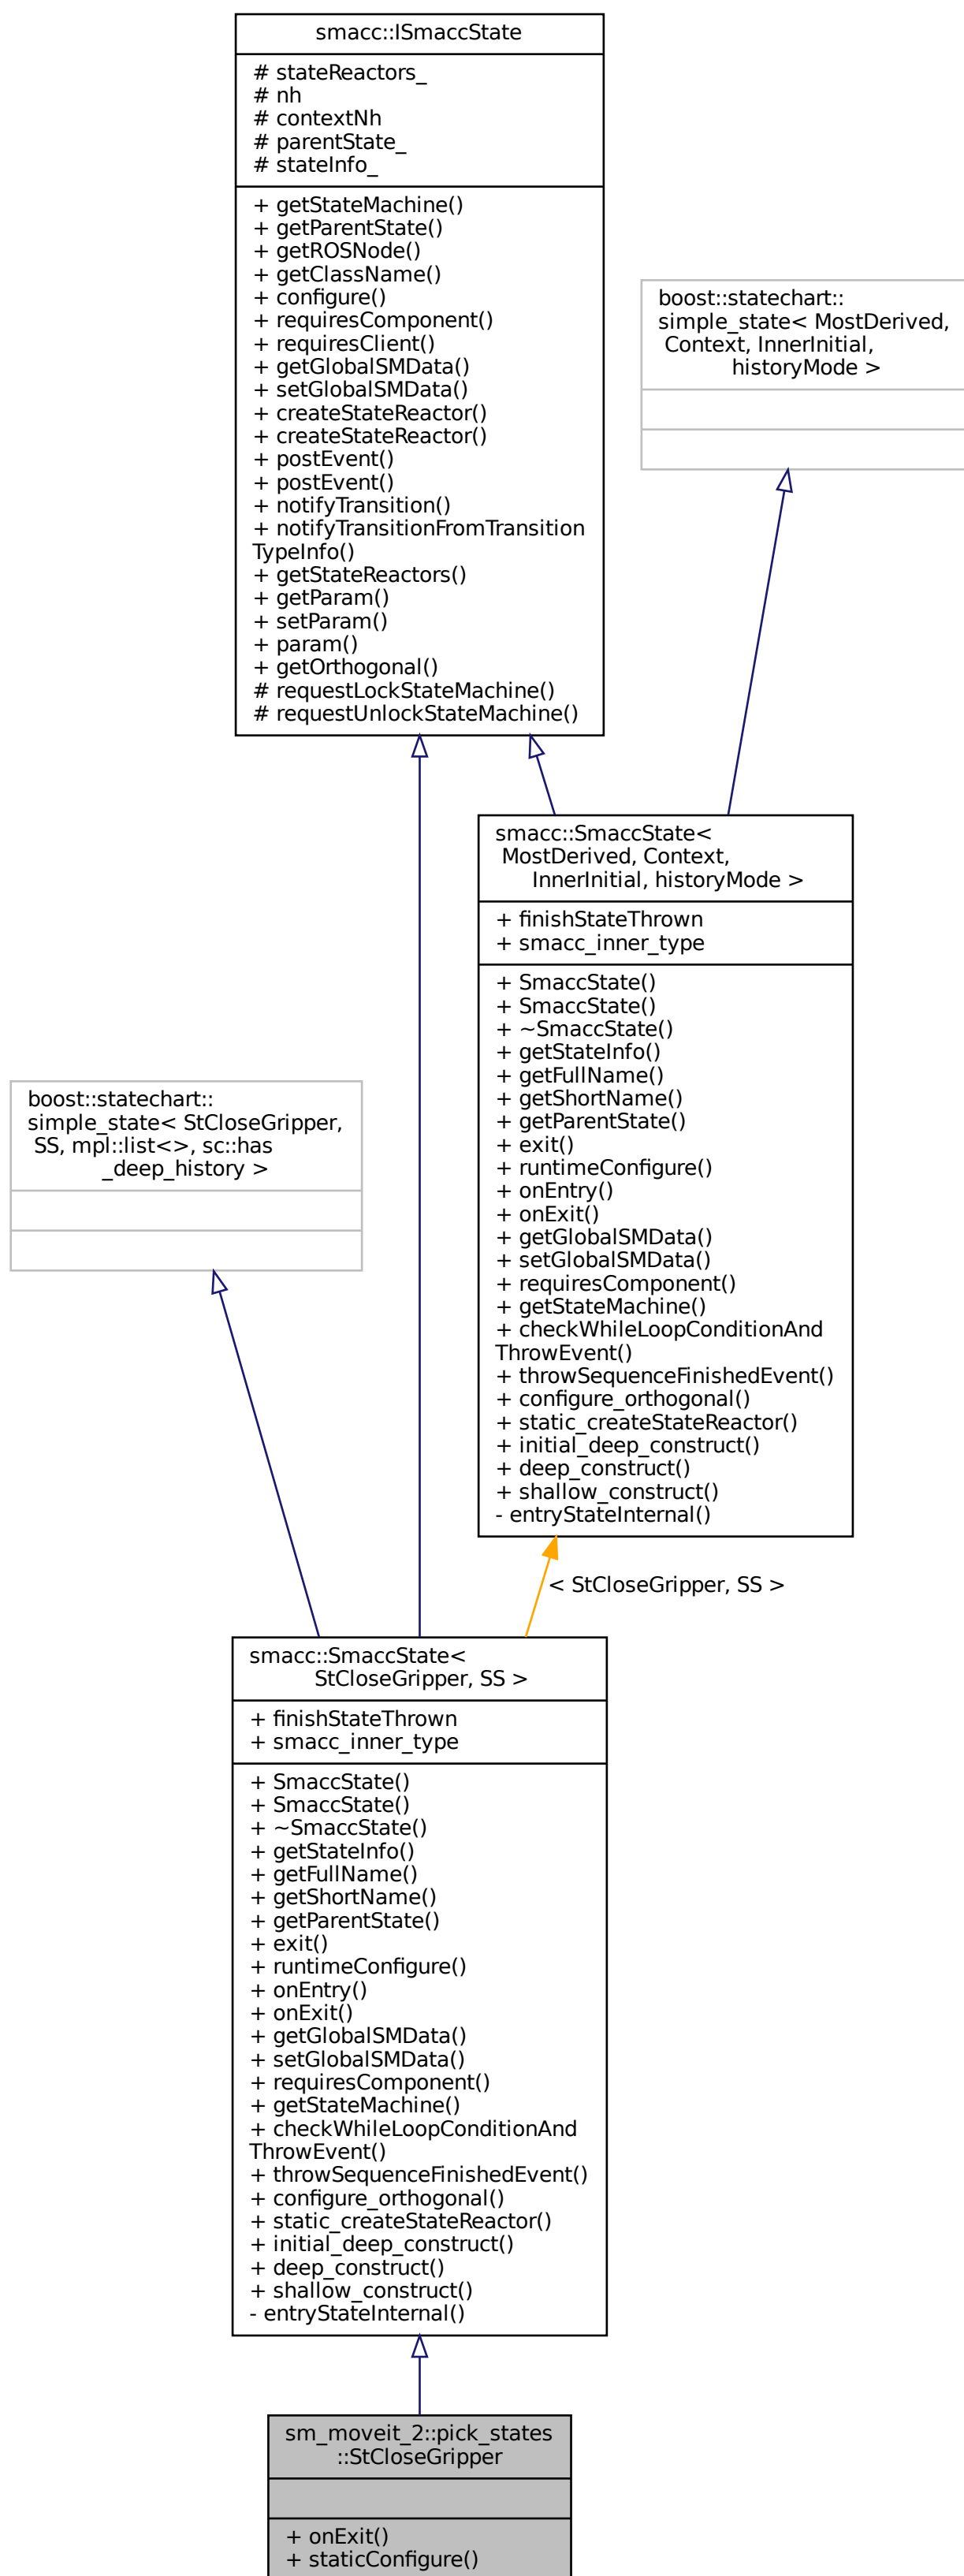 smacc::ISmaccState
# stateReactors_
# nh
# contextNh
# parentState_
# stateInfo_
+ getStateMachine()
+ getParentState()
+ getROSNode()
+ getClassName()
+ configure()
+ requiresComponent()
+ requiresClient()
+ getGlobalSMData()
+ setGlobalSMData()
+ createStateReactor()
+ createStateReactor()
+ postEvent()
+ postEvent()
+ notifyTransition()
+ notifyTransitionFromTransition
TypeInfo()
+ getStateReactors()
+ getParam()
+ setParam()
+ param()
+ getOrthogonal()
# requestLockStateMachine()
# requestUnlockStateMachine()
boost::statechart::
simple_state< MostDerived,
Context, InnerInitial,
historyMode >
smacc::SmaccState<
MostDerived, Context,
InnerInitial, historyMode >
+ finishStateThrown
+ smacc_inner_type
+ SmaccState()
+ SmaccState()
+ ~SmaccState()
+ getStateInfo()
+ getFullName()
+ getShortName()
+ getParentState()
+ exit()
+ runtimeConfigure()
+ onEntry()
+ onExit()
+ getGlobalSMData()
+ setGlobalSMData()
+ requiresComponent()
+ getStateMachine()
+ checkWhileLoopConditionAnd
ThrowEvent()
+ throwSequenceFinishedEvent()
+ configure_orthogonal()
+ static_createStateReactor()
+ initial_deep_construct()
+ deep_construct()
+ shallow_construct()
- entryStateInternal()
boost::statechart::
simple_state< StCloseGripper,
SS, mpl::list<>, sc::has
_deep_history >
< StCloseGripper, SS >
smacc::SmaccState<
StCloseGripper, SS >
+ finishStateThrown
+ smacc_inner_type
+ SmaccState()
+ SmaccState()
+ ~SmaccState()
+ getStateInfo()
+ getFullName()
+ getShortName()
+ getParentState()
+ exit()
+ runtimeConfigure()
+ onEntry()
+ onExit()
+ getGlobalSMData()
+ setGlobalSMData()
+ requiresComponent()
+ getStateMachine()
+ checkWhileLoopConditionAnd
ThrowEvent()
+ throwSequenceFinishedEvent()
+ configure_orthogonal()
+ static_createStateReactor()
+ initial_deep_construct()
+ deep_construct()
+ shallow_construct()
- entryStateInternal()
sm_moveit_2::pick_states
::StCloseGripper
+ onExit()
+ staticConfigure()